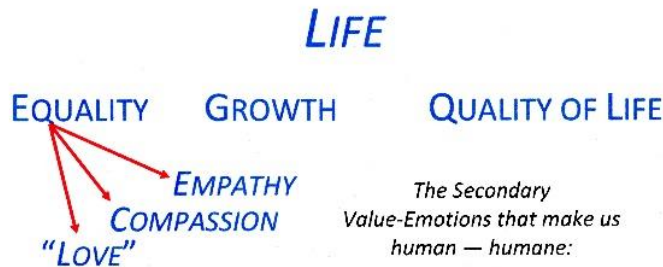 LIFE
EQUALITY GROWTH QUALITY OF LIFE
EMPATHY
COMPASSION
“LOVE”
The Secondary
Value-Emotions that make us
human — humane: